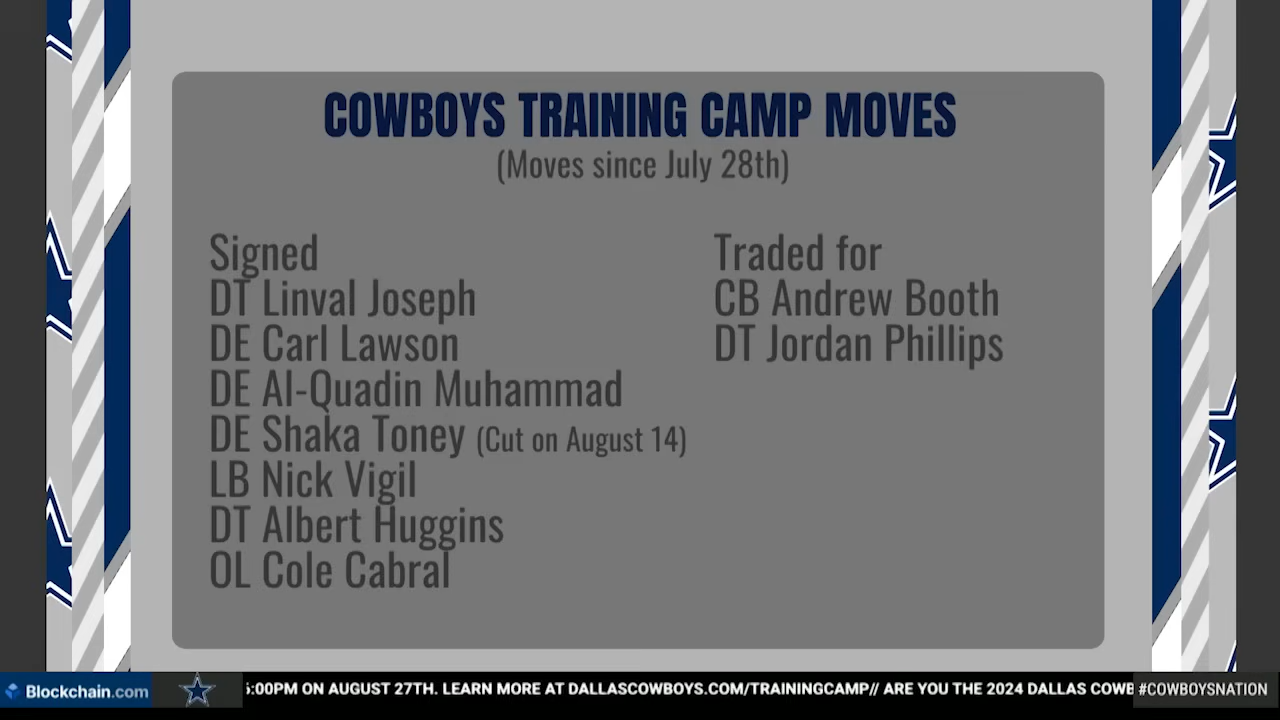 COWBOYS TRAINING CAMP MOVES
(Moves since July 28th)
Signed
DT Linval Joseph
DE Carl Lawson
DE Al-Quadin Muhammad
DE Shaka Toney (Cut on August 14)
LB Nick Vigil
DT Albert Huggins
OL Cole Cabral
Traded for
CB Andrew Booth
DT Jordan Phillips
Blockchain.com
:00PM ON AUGUST 27TH. LEARN MORE AT DALLASCOWBOYS.COM/TRAININGCAMP// ARE YOU THE 2024 DALLAS COWB
#COWBOYSNATION